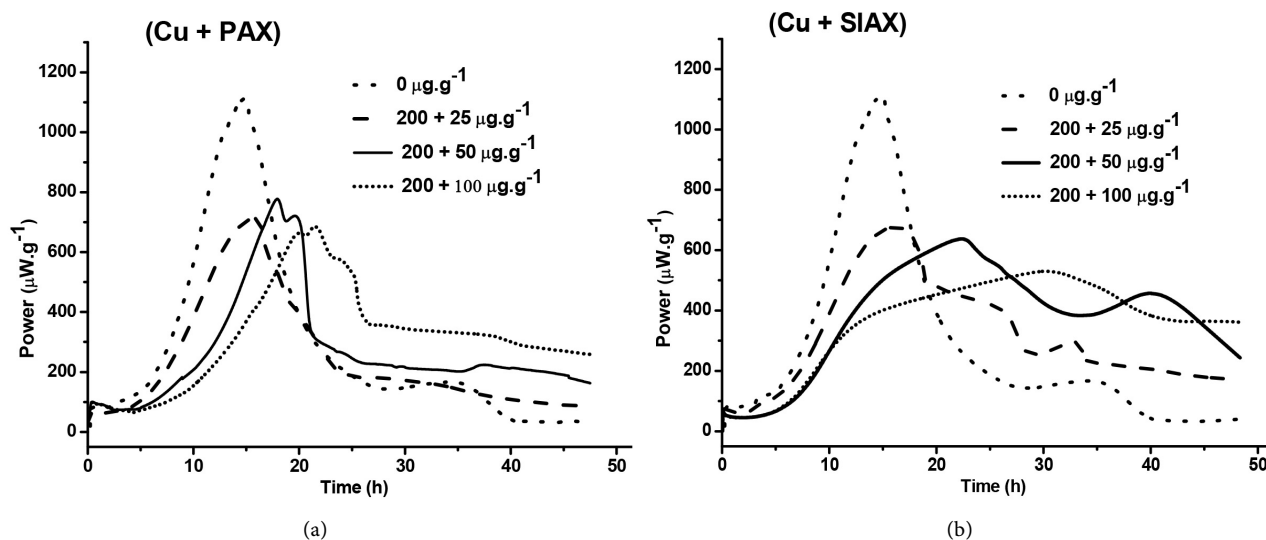 (Cu + PAX)
1200
1000
800
600
400
200
0
Power (μW.g⁻¹)
0 μg.g⁻¹
200 + 25 μg.g⁻¹
200 + 50 μg.g⁻¹
200 + 100 μg.g⁻¹
0 10 20 30 40 50
Time (h)
(a)
(Cu + SIAX)
1200
1000
800
600
400
200
0
Power (μW.g⁻¹)
0 μg.g⁻¹
200 + 25 μg.g⁻¹
200 + 50 μg.g⁻¹
200 + 100 μg.g⁻¹
0 10 20 30 40 50
Time (h)
(b)